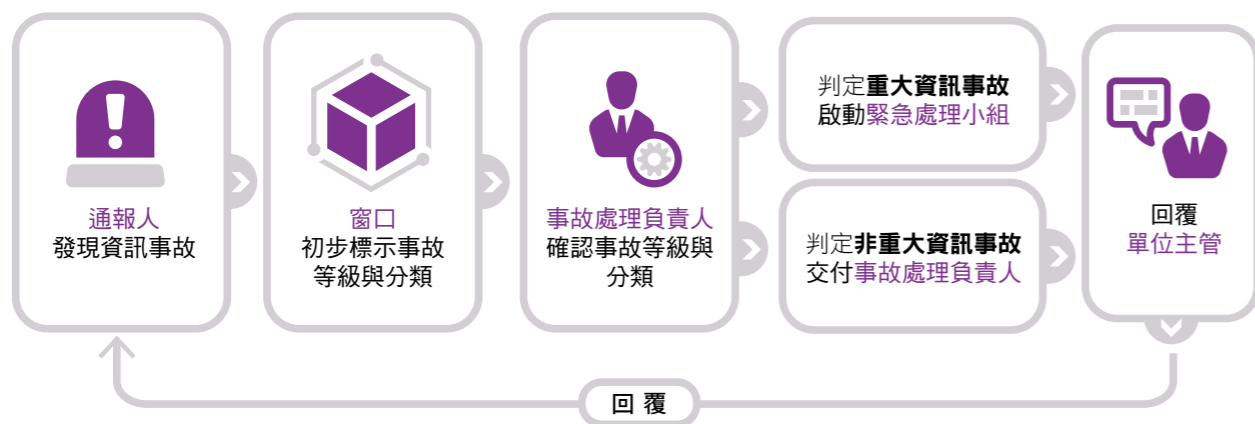 通報人
發現資訊事故
窗口
初步標示事故
等級與分類
事故處理負責人
確認事故等級與
分類
判定重大資訊事故
啟動緊急處理小組
判定非重大資訊事故
交付事故處理負責人
回覆
單位主管
回覆